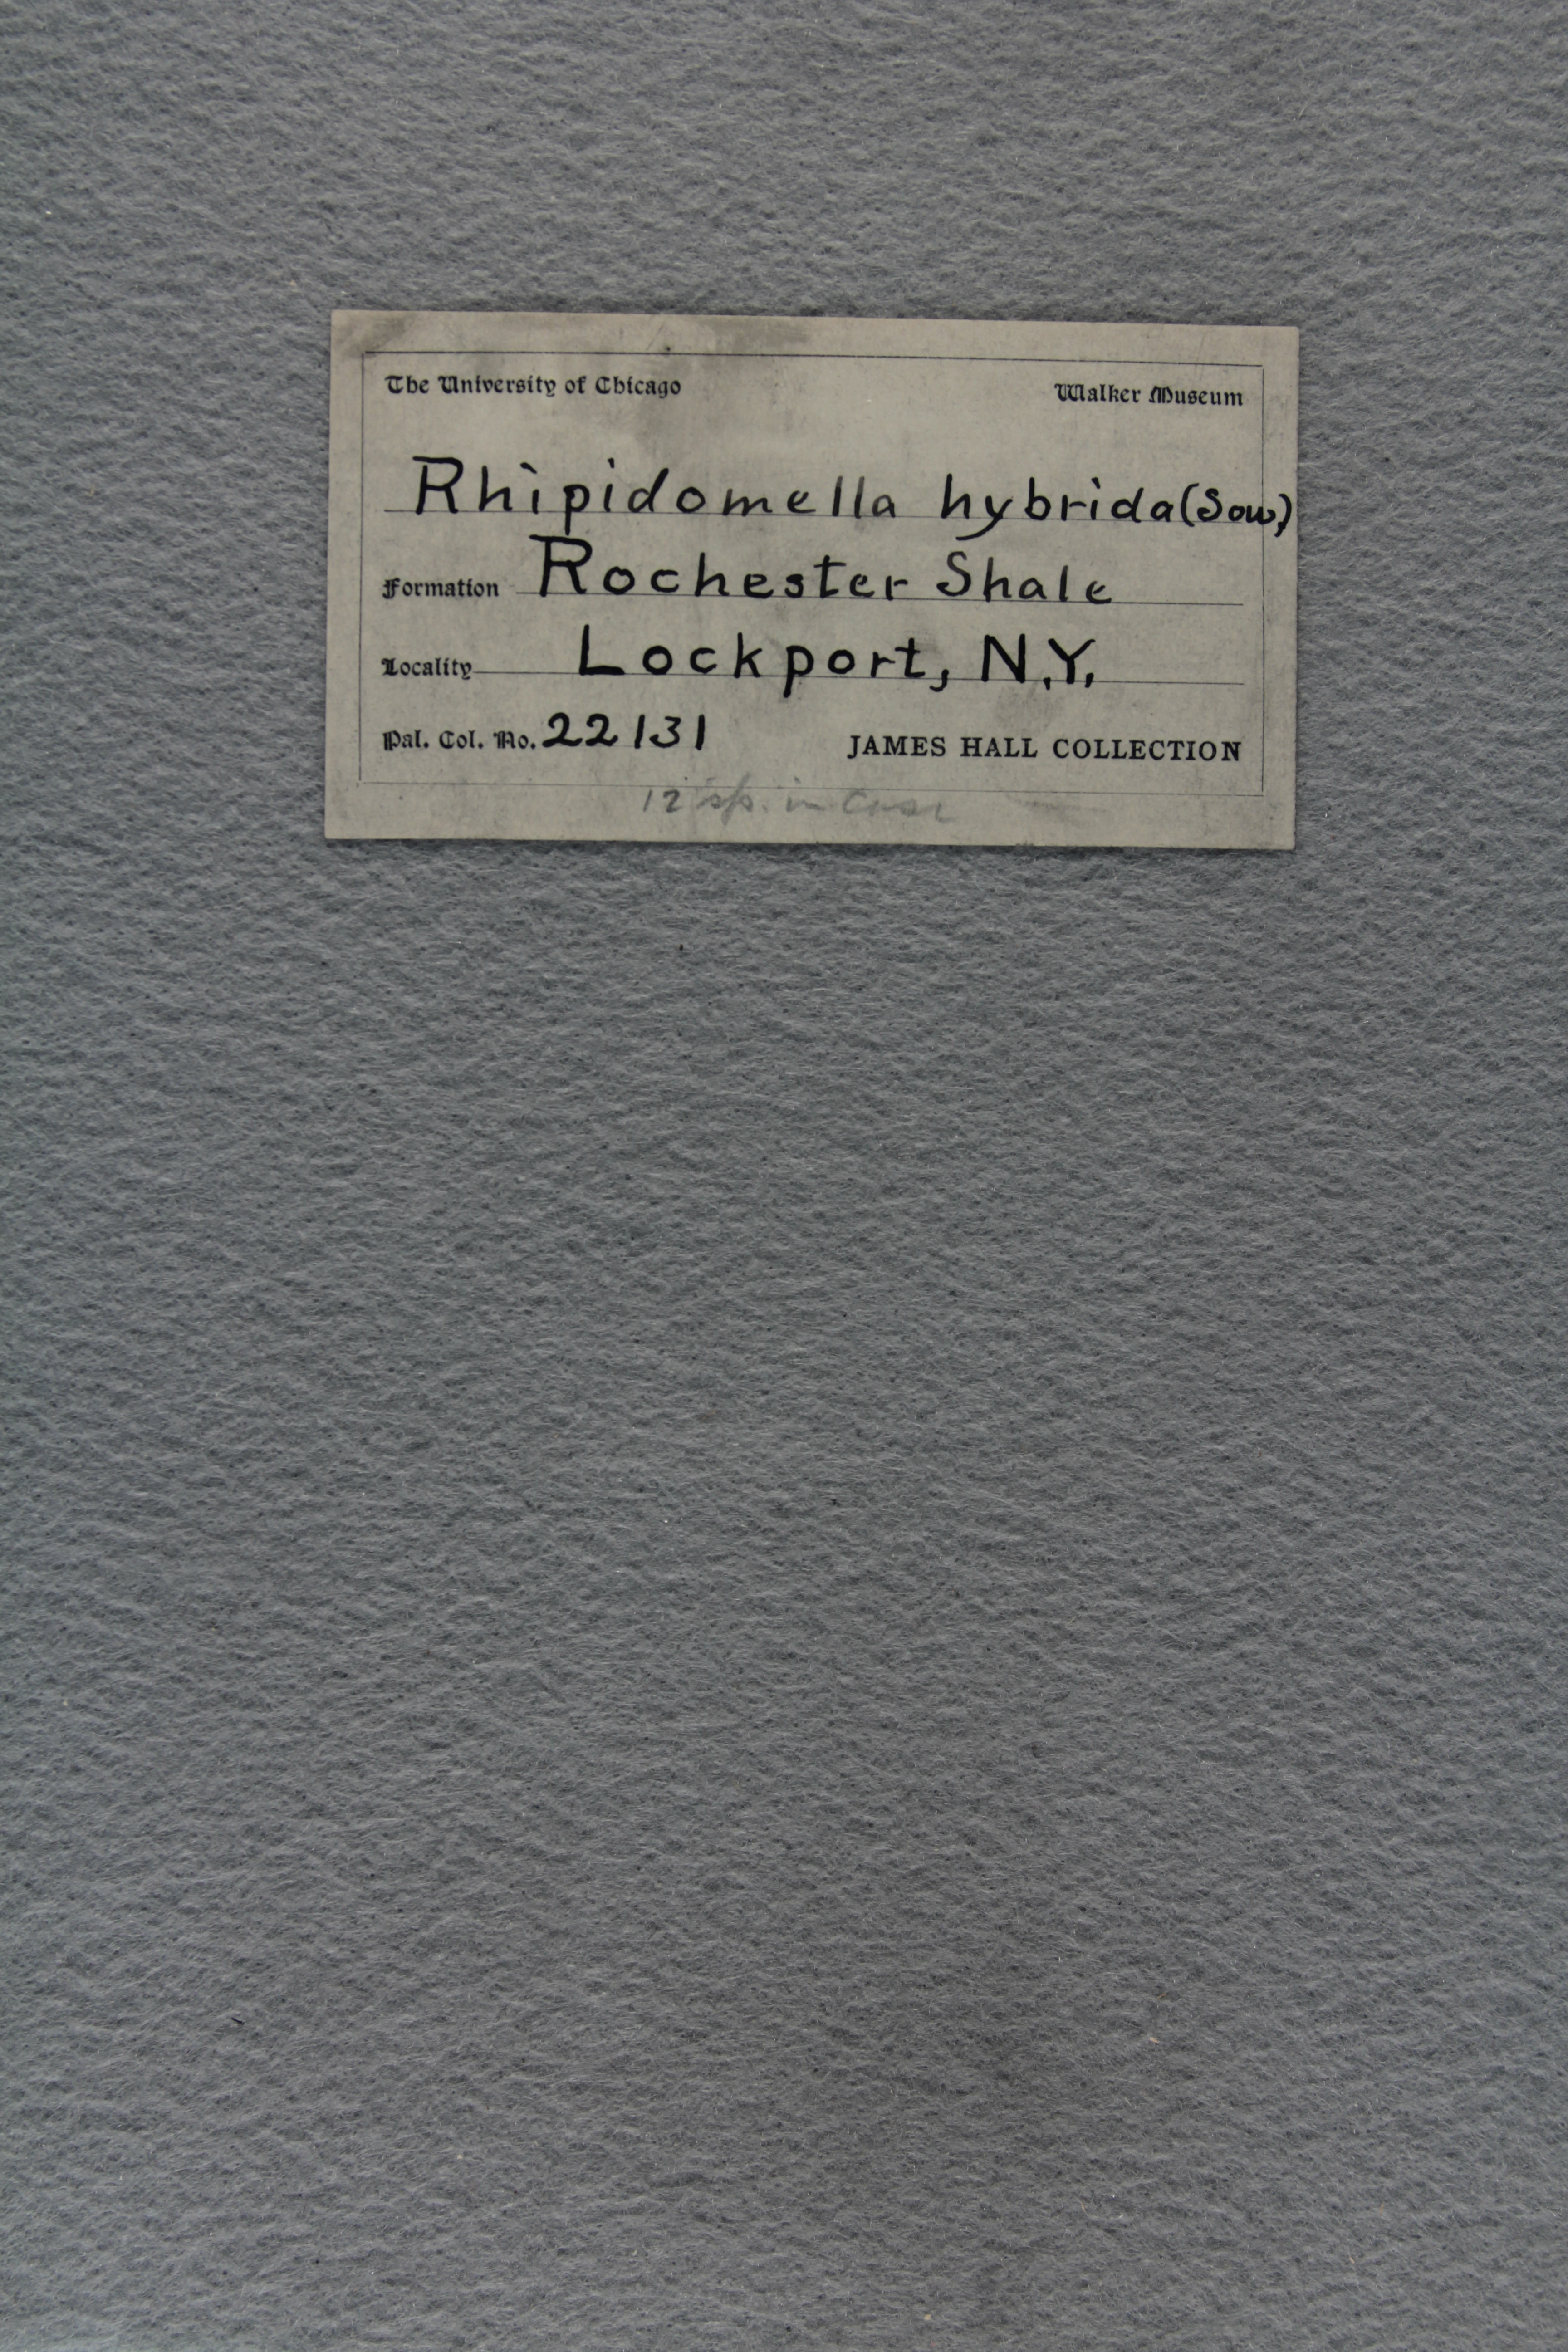 The University of Chicago Walker Museum
Rhipidomella hybrida (Sow)
Formation Rochester Shale
Locality Lockport, N.Y.
Pal. Col. No. 22131 JAMES HALL COLLECTION
12 sp. in case